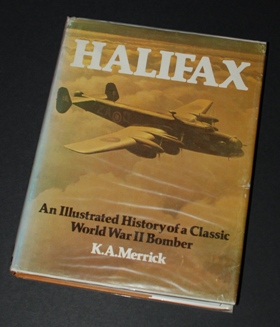 HALIFAX
An Illustrated History of a Classic
World War II Bomber
K.A.Merrick